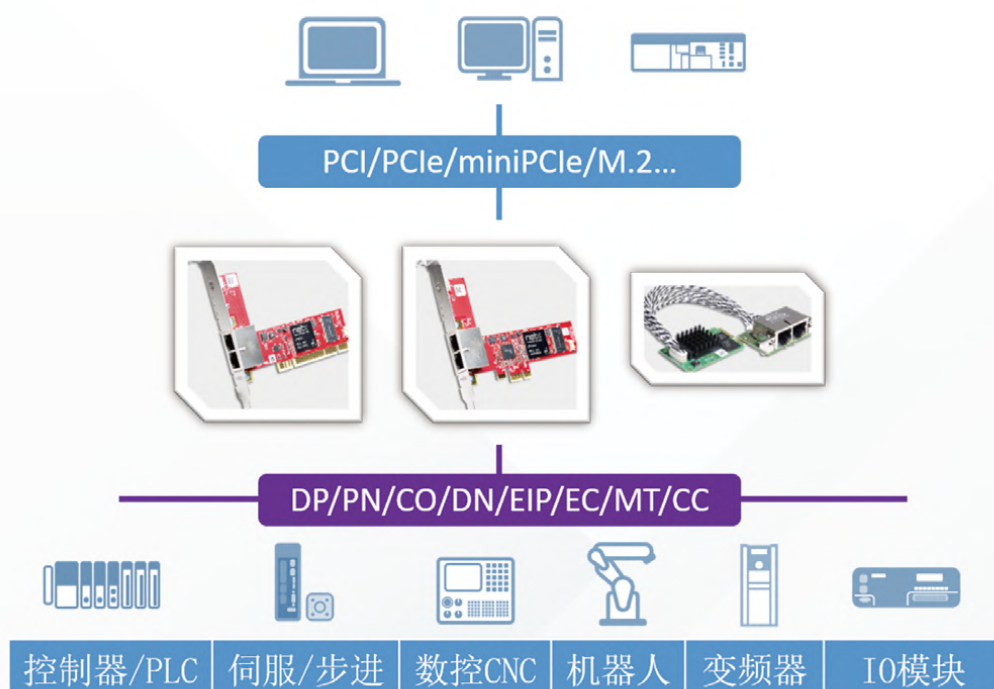 PCI/PCIe/miniPCIe/M.2...
DP/PN/CO/DN/EIP/EC/MT/CC
控制器/PLC
伺服/步进
数控CNC
机器人
变频器
IO模块